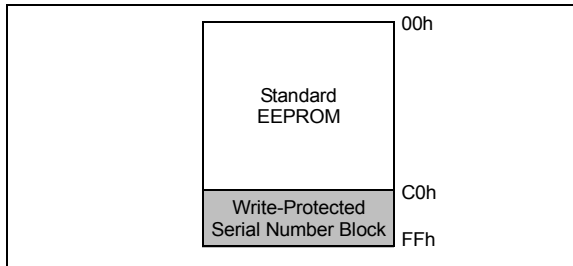 00h
Standard
EEPROM
C0h
Write-Protected
Serial Number Block
FFh